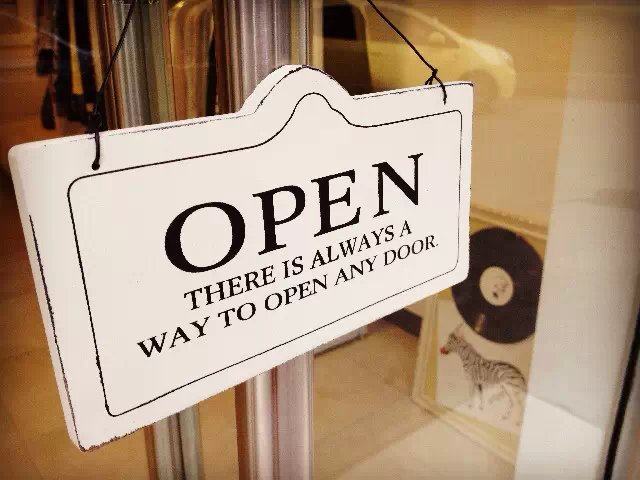 OPEN
THERE IS ALWAYS A
WAY TO OPEN ANY DOOR.